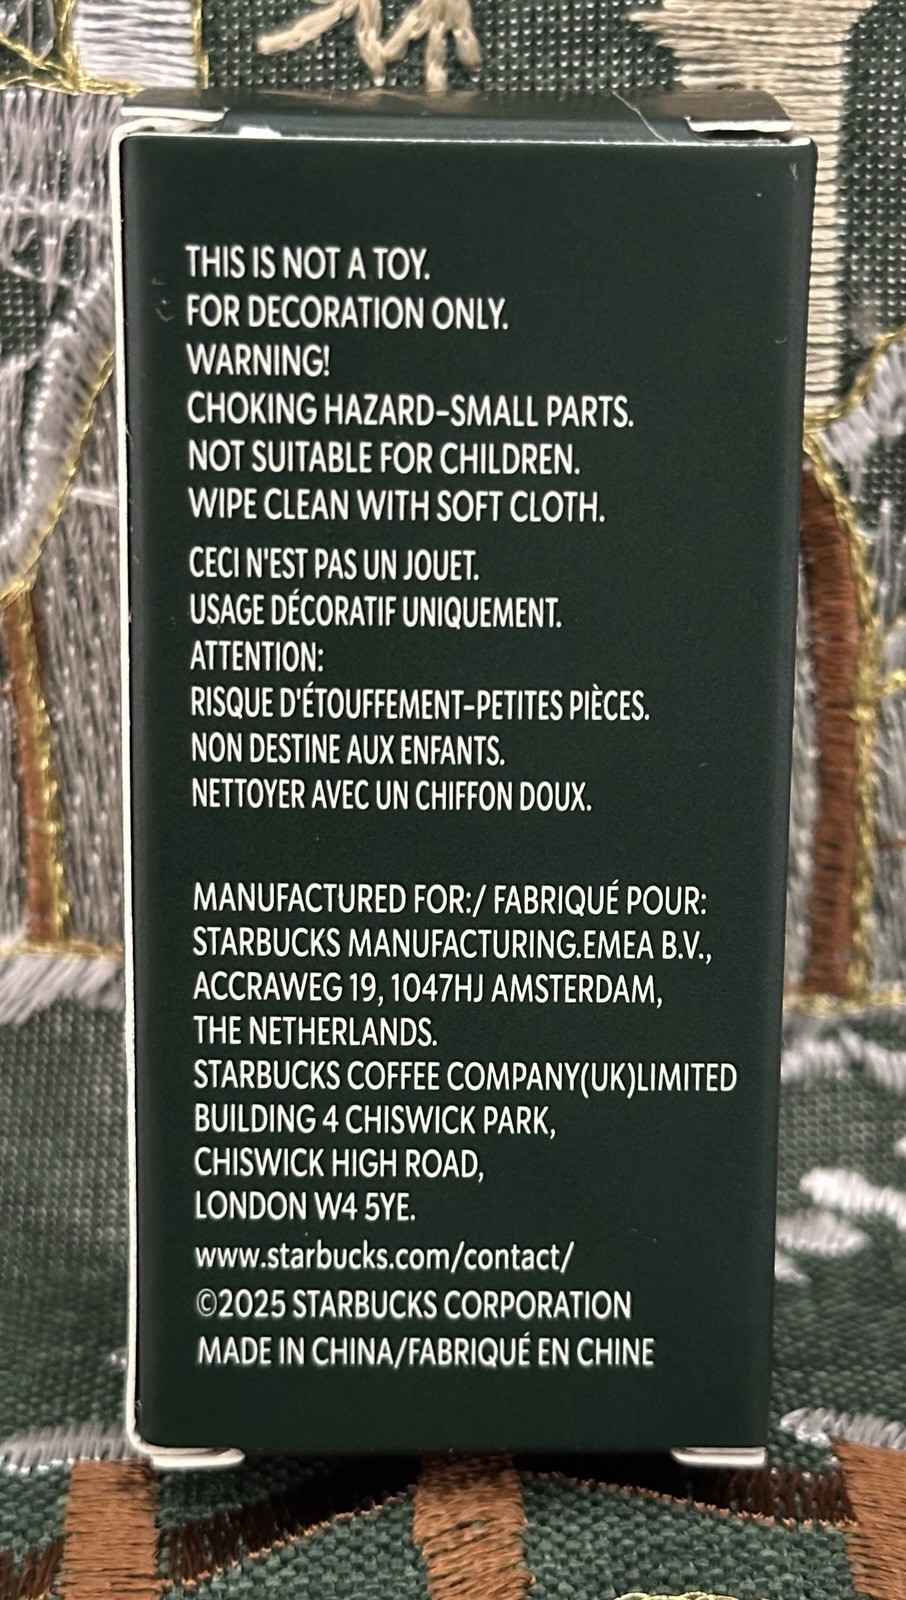 THIS IS NOT A TOY.
FOR DECORATION ONLY.
WARNING!
CHOKING HAZARD-SMALL PARTS.
NOT SUITABLE FOR CHILDREN.
WIPE CLEAN WITH SOFT CLOTH.
CECI N'EST PAS UN JOUET.
USAGE DÉCORATIF UNIQUEMENT.
ATTENTION:
RISQUE D'ÉTOUFFEMENT-PETITES PIÈCES.
NON DESTINE AUX ENFANTS.
NETTOYER AVEC UN CHIFFON DOUX.
MANUFACTURED FOR:/ FABRIQUÉ POUR:
STARBUCKS MANUFACTURING.EMEA B.V.,
ACCRAWEG 19, 1047HJ AMSTERDAM,
THE NETHERLANDS.
STARBUCKS COFFEE COMPANY(UK)LIMITED
BUILDING 4 CHISWICK PARK,
CHISWICK HIGH ROAD,
LONDON W4 5YE.
www.starbucks.com/contact/
©2025 STARBUCKS CORPORATION
MADE IN CHINA/FABRIQUÉ EN CHINE